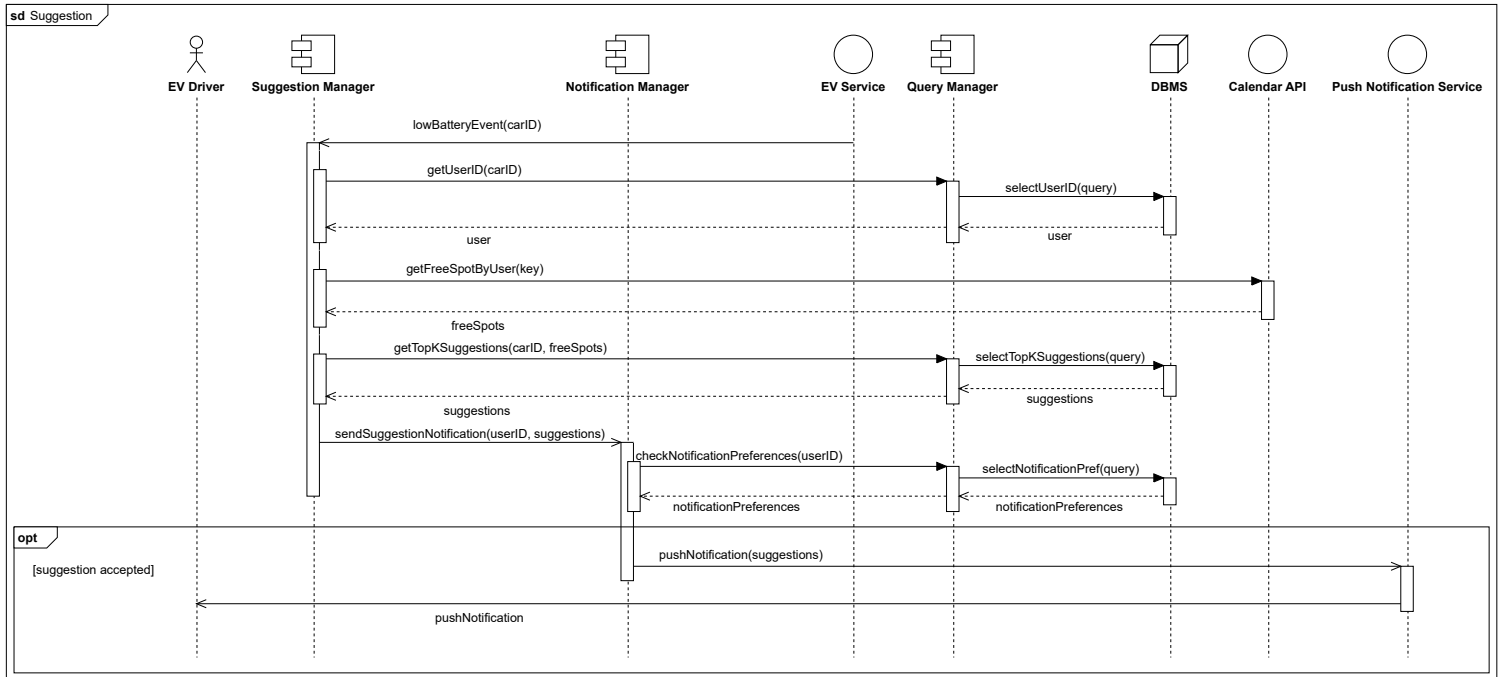 sd Suggestion
EV Driver
Suggestion Manager
Notification Manager
EV Service
Query Manager
DBMS
Calendar API
Push Notification Service
lowBatteryEvent(carID)
getUserID(carID)
selectUserID(query)
user
user
getFreeSpotByUser(key)
freeSpots
getTopKSuggestions(carID, freeSpots)
selectTopKSuggestions(query)
suggestions
suggestions
sendSuggestionNotification(userID, suggestions)
checkNotificationPreferences(userID)
selectNotificationPref(query)
notificationPreferences
notificationPreferences
opt
[suggestion accepted]
pushNotification(suggestions)
pushNotification